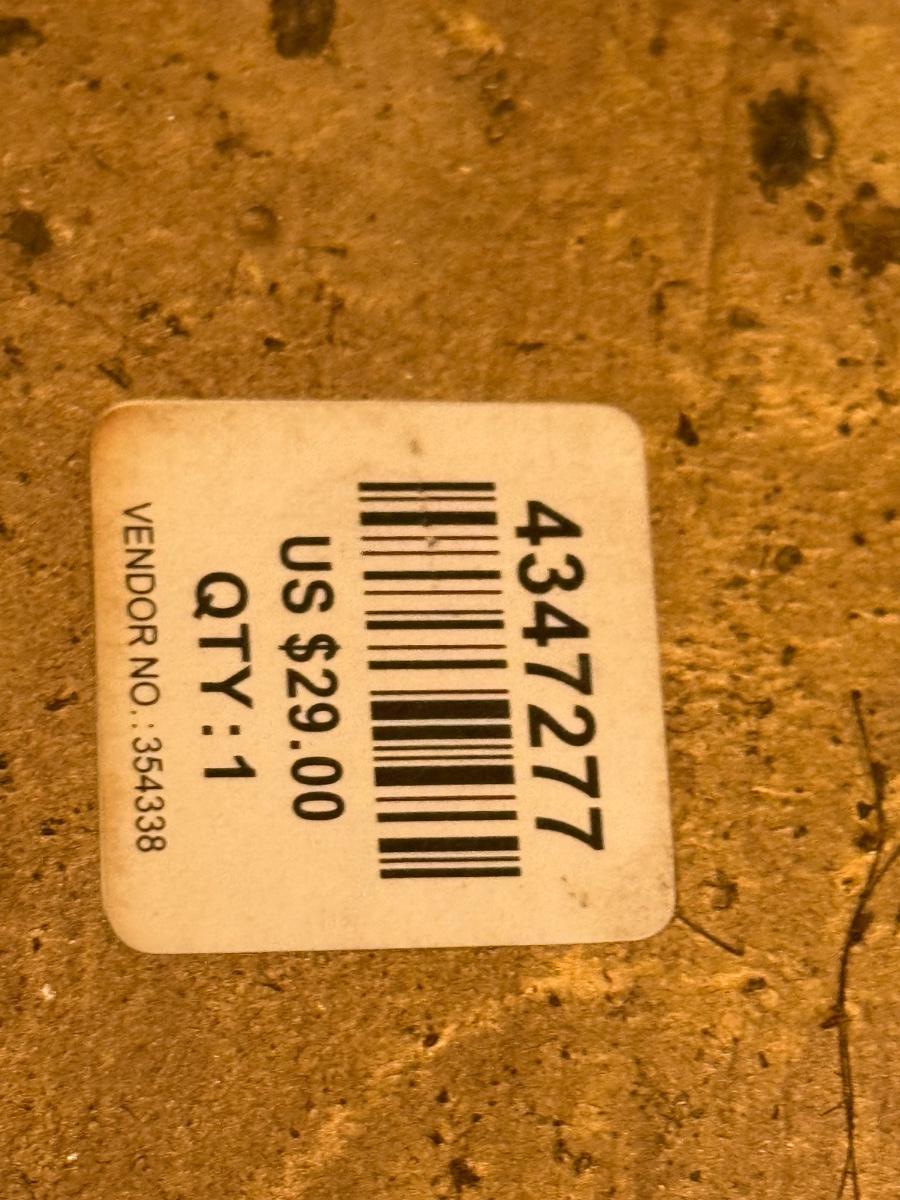 4347277
US $29.00
QTY : 1
VENDOR NO.: 354338